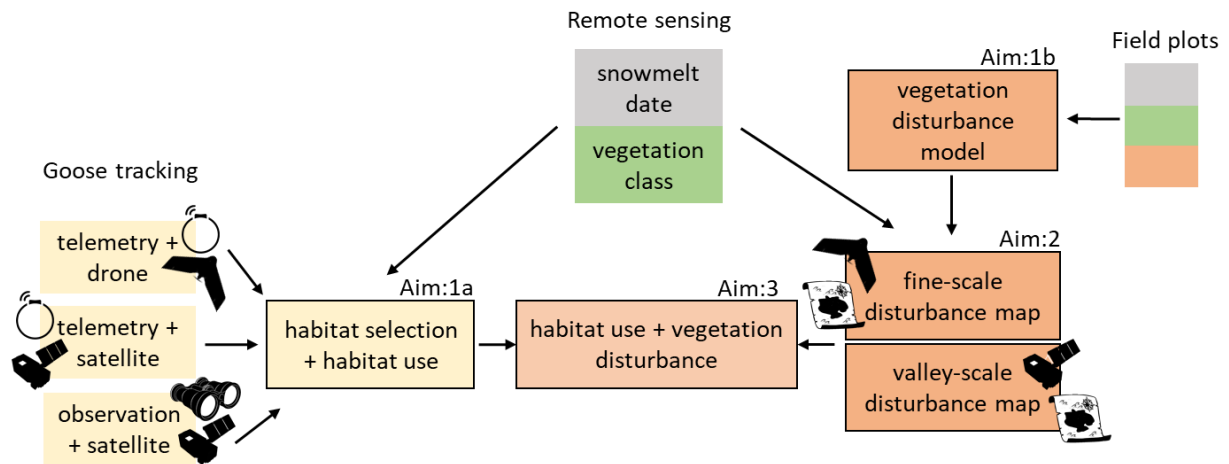 Remote sensing
snowmelt
date
vegetation
class
Aim:1b
vegetation
disturbance
model
Field plots
Goose tracking
telemetry +
drone
telemetry +
satellite
observation
+ satellite
Aim:1a
habitat selection
+ habitat use
Aim:3
habitat use + vegetation
disturbance
Aim:2
fine-scale
disturbance map
valley-scale
disturbance map